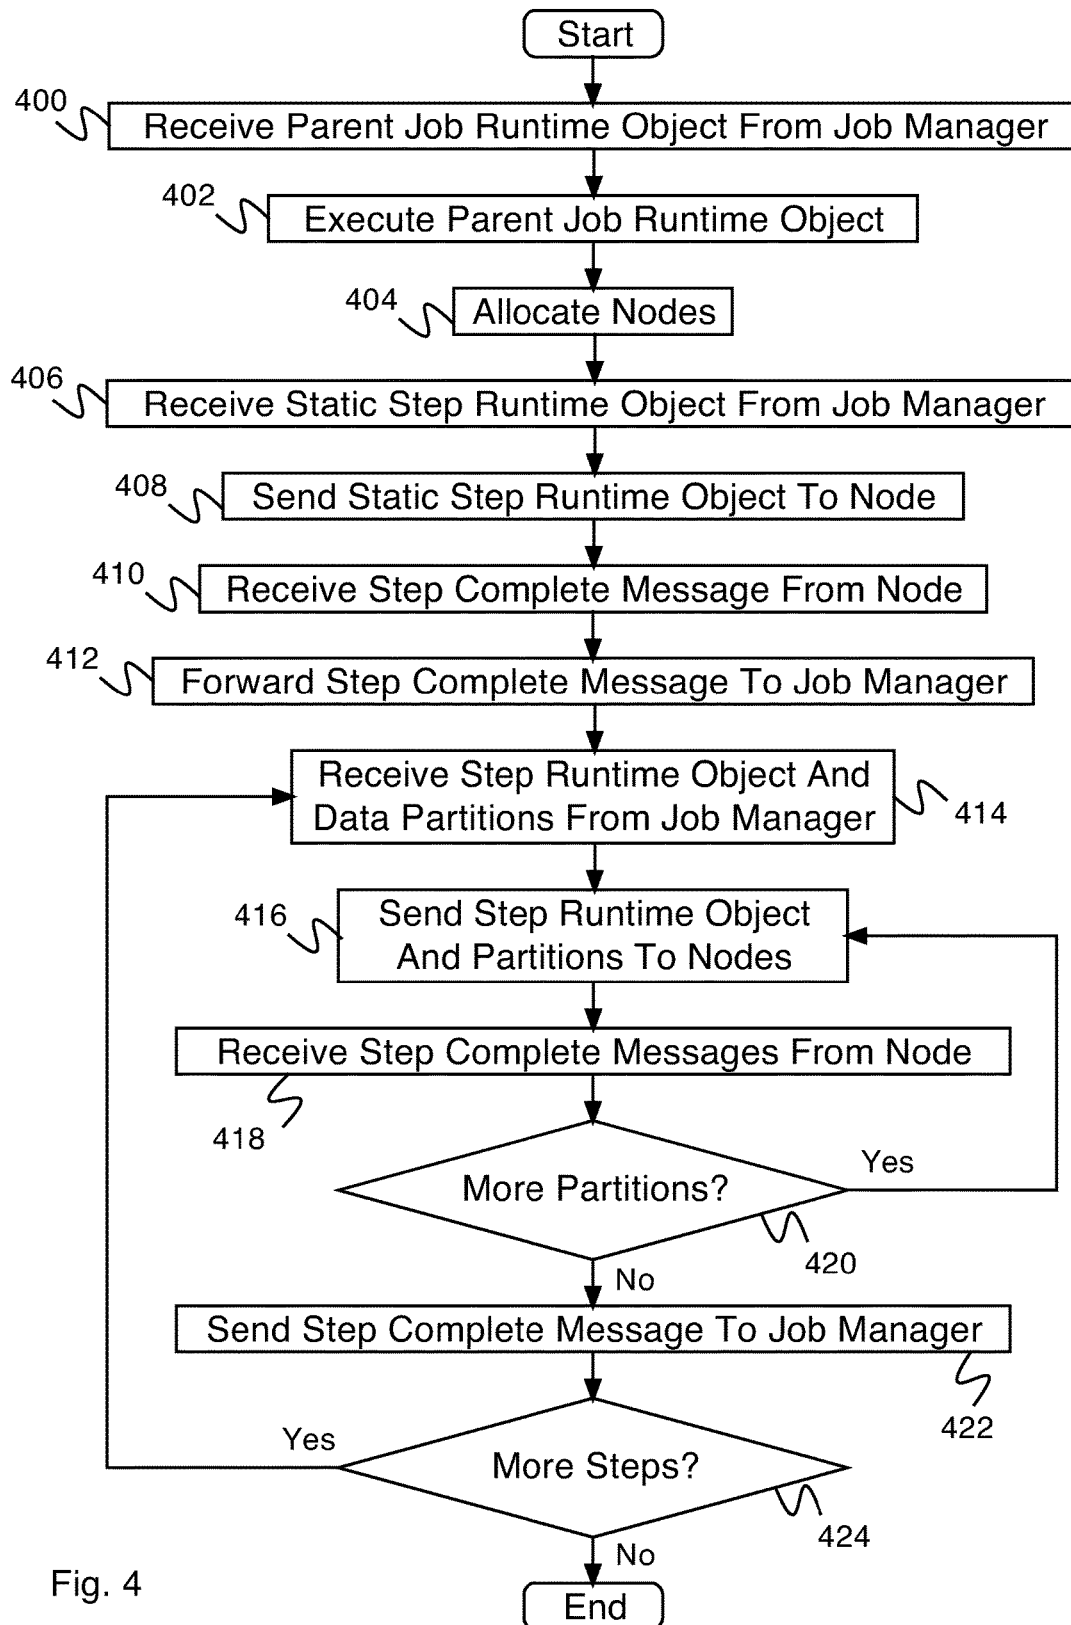 Start
400
Receive Parent Job Runtime Object From Job Manager
402
Execute Parent Job Runtime Object
404
Allocate Nodes
406
Receive Static Step Runtime Object From Job Manager
408
Send Static Step Runtime Object To Node
410
Receive Step Complete Message From Node
412
Forward Step Complete Message To Job Manager
Receive Step Runtime Object And
Data Partitions From Job Manager
414
416
Send Step Runtime Object
And Partitions To Nodes
Receive Step Complete Messages From Node
418
More Partitions?
Yes
420
No
Send Step Complete Message To Job Manager
422
Yes
More Steps?
424
No
Fig. 4
End